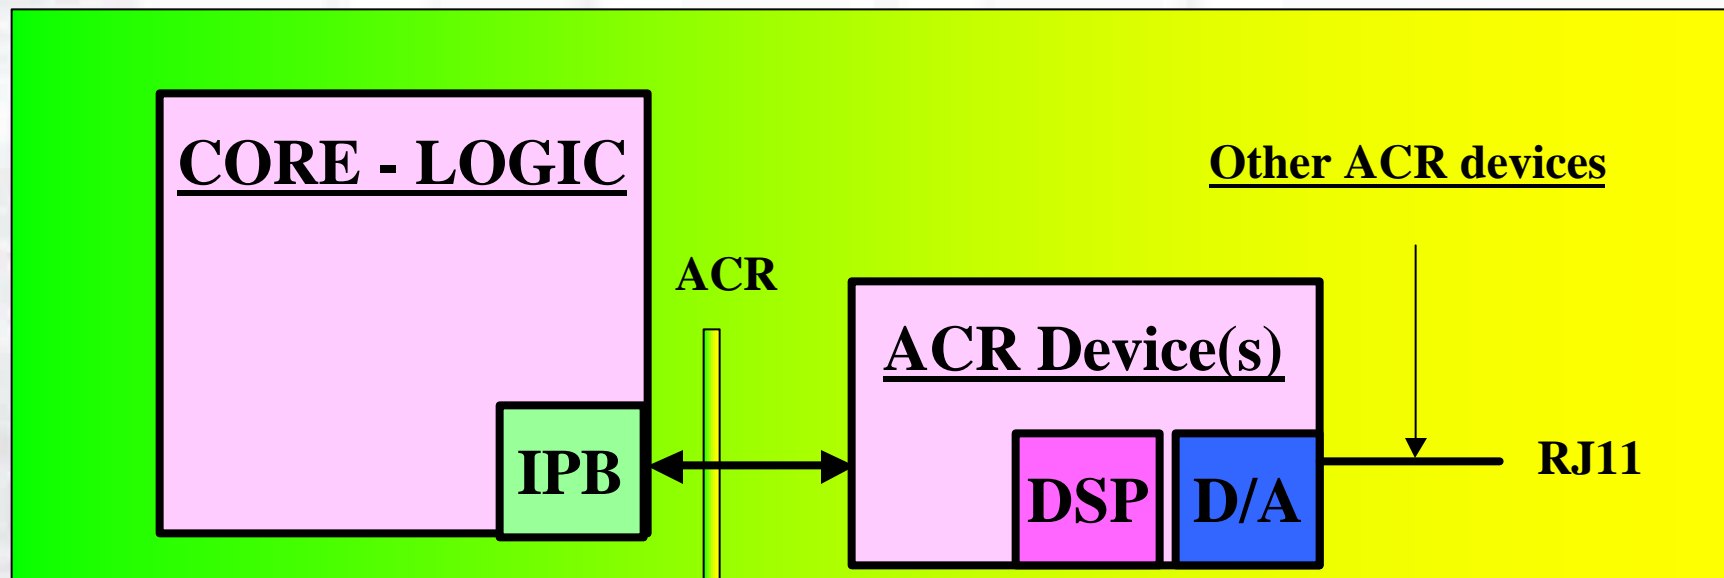 CORE - LOGIC
Other ACR devices
ACR
ACR Device(s)
IPB
DSP
D/A
RJ11